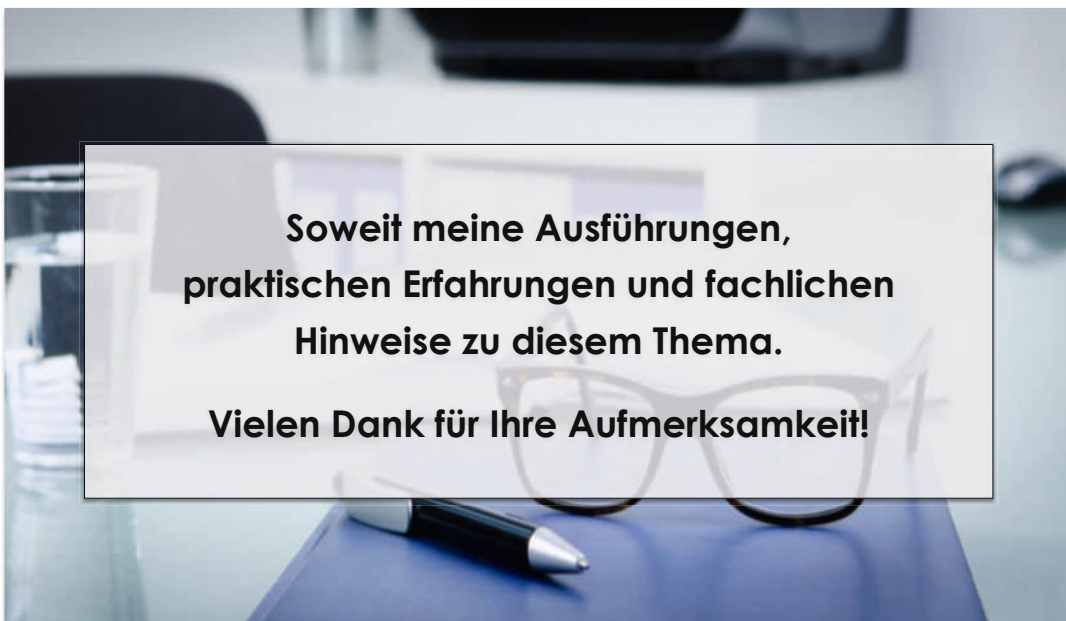 Soweit meine Ausführungen,
praktischen Erfahrungen und fachlichen
Hinweise zu diesem Thema.
Vielen Dank für Ihre Aufmerksamkeit!